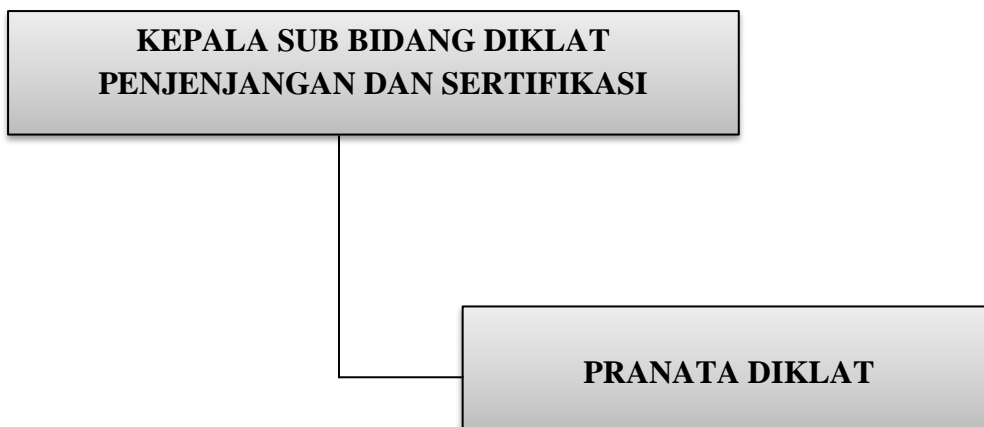 KEPALA SUB BIDANG DIKLAT
PENJENJANGAN DAN SERTIFIKASI
PRANATA DIKLAT